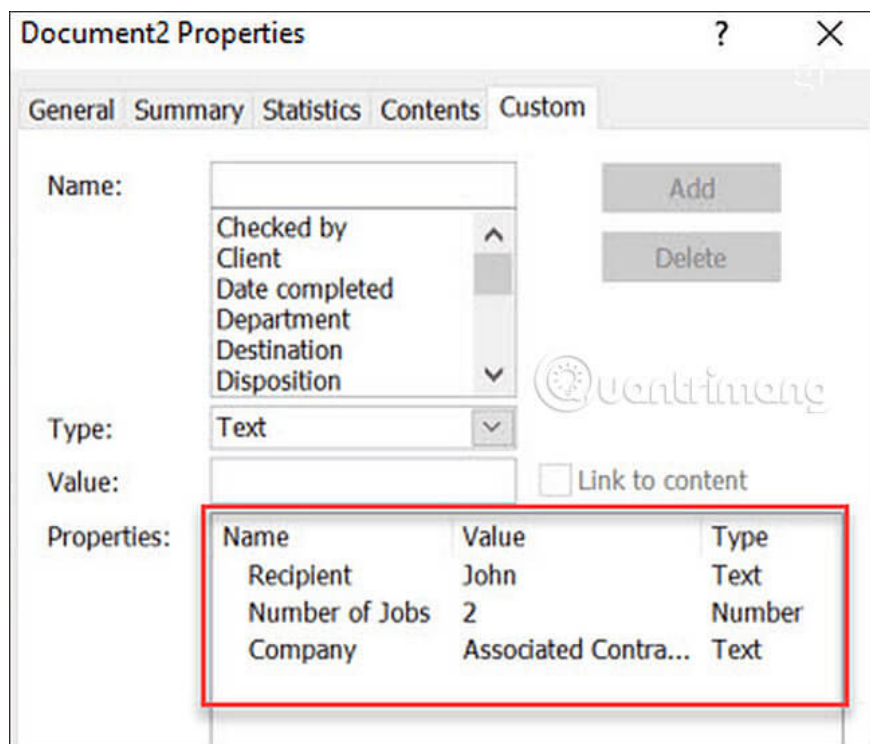 Document2 Properties ?
General Summary Statistics Contents Custom
Name:
Add
Checked by
Client
Delete
Date completed
Department
Destination
Disposition
Quantrimang
Type: Text
Value: Link to content
Properties: Name Value Type
Recipient John Text
Number of Jobs 2 Number
Company Associated Contra... Text